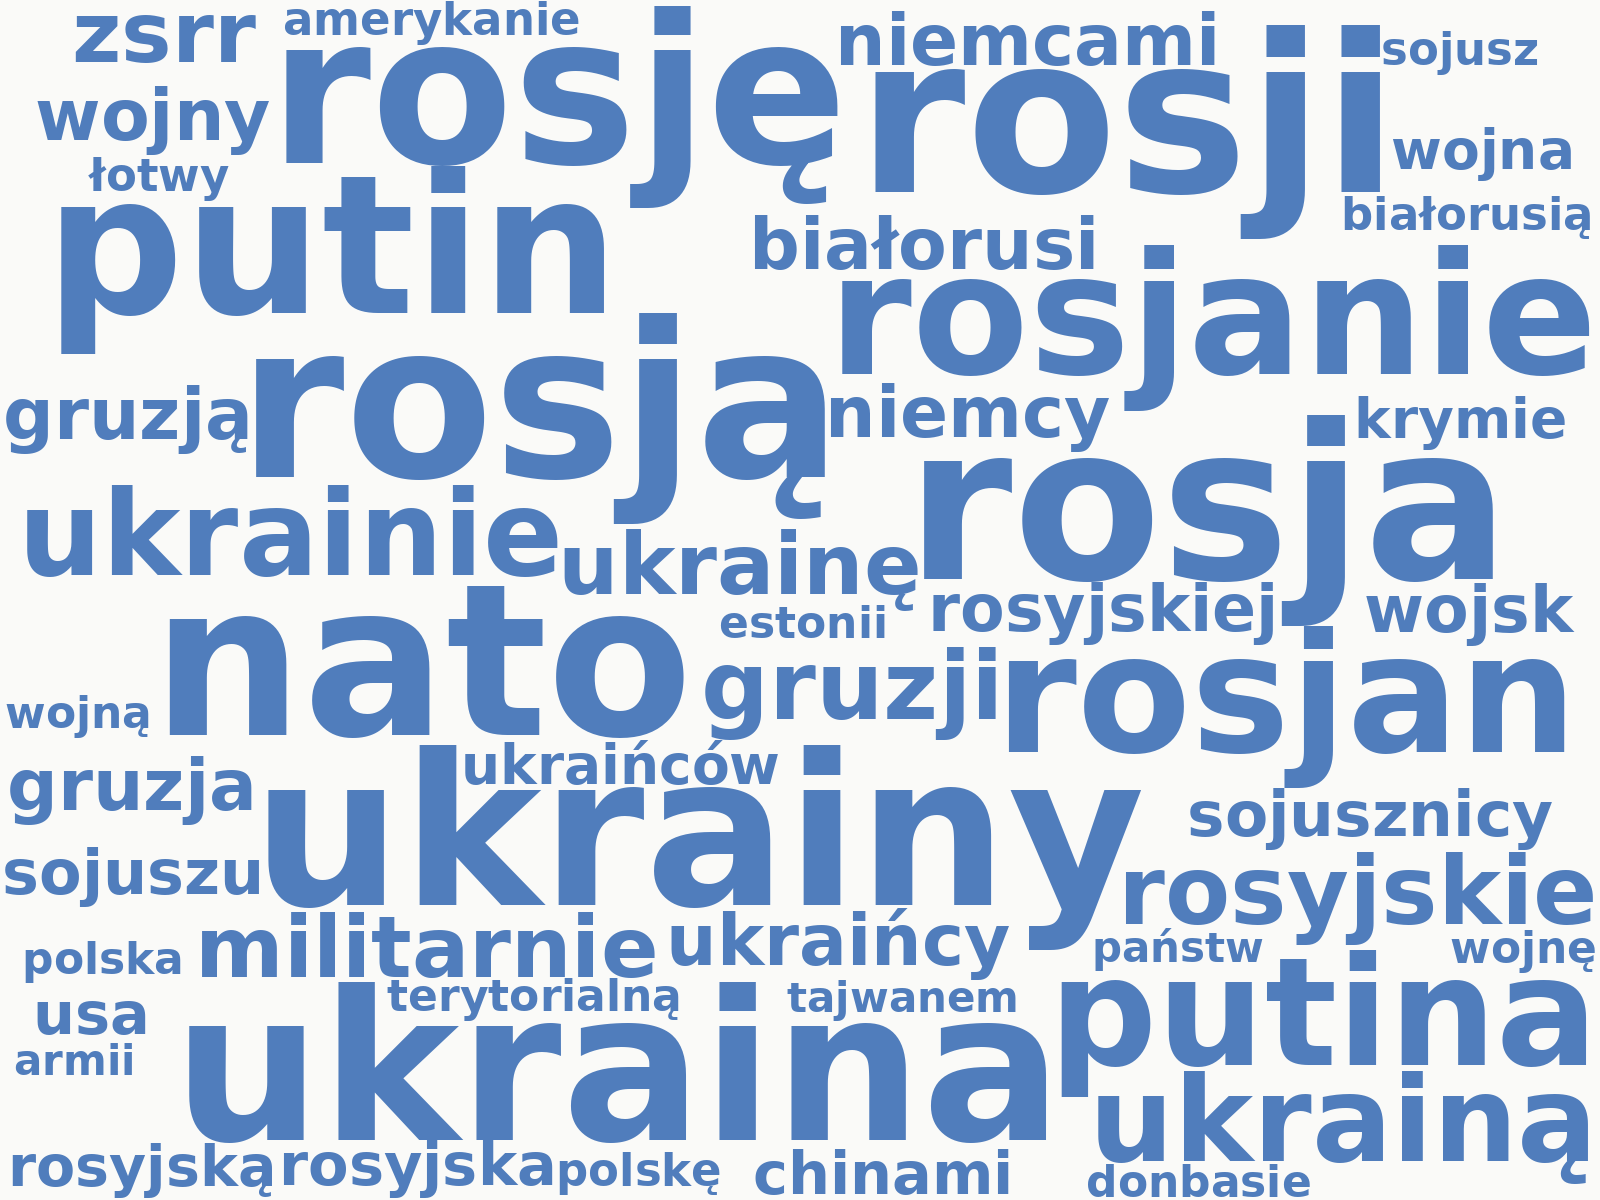 zsrr
amerykanie
rosję
niemcami
rosji
sojusz
wojny
wojna
łotwy
putin
białorusią
białorusi
rosjanie
rosją
gruzją
niemcy
krymie
rosja
ukrainie
ukrainę
nato
estonii
rosyjskiej
wojsk
gruzji
rosjan
wojną
ukraińców
gruzja
ukrainy
sojusznicy
sojuszu
rosyjskie
militarnie
ukraińcy
polska
państw
wojnę
usa
terytorialną
tajwanem
putina
armii
ukraina
ukrainą
rosyjską
rosyjska
polskę
chinami
donbasie